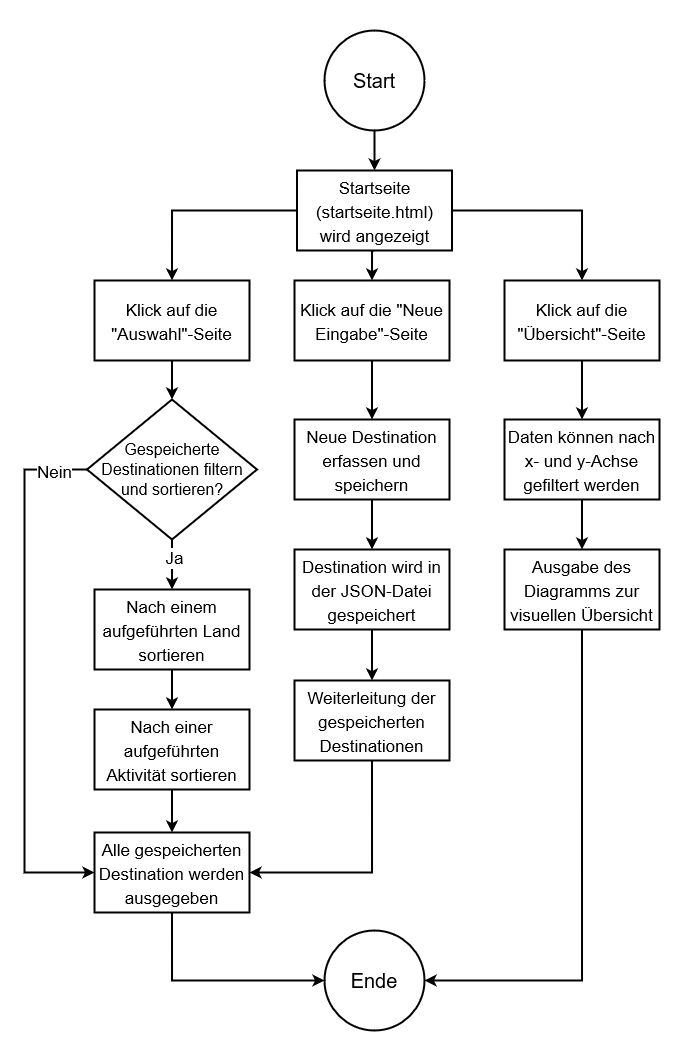 Start
Startseite
(startseite.html)
wird angezeigt
Klick auf die
"Auswahl"-Seite
Klick auf die "Neue
Eingabe"-Seite
Klick auf die
"Übersicht"-Seite
Gespeicherte
Destinationen filtern
und sortieren?
Nein
Ja
Neue Destination
erfassen und
speichern
Daten können nach
x- und y-Achse
gefiltert werden
Nach einem
aufgeführten Land
sortieren
Destination wird in
der JSON-Datei
gespeichert
Ausgabe des
Diagramms zur
visuellen Übersicht
Nach einer
aufgeführten
Aktivität sortieren
Weiterleitung der
gespeicherten
Destinationen
Alle gespeicherten
Destination werden
ausgegeben
Ende